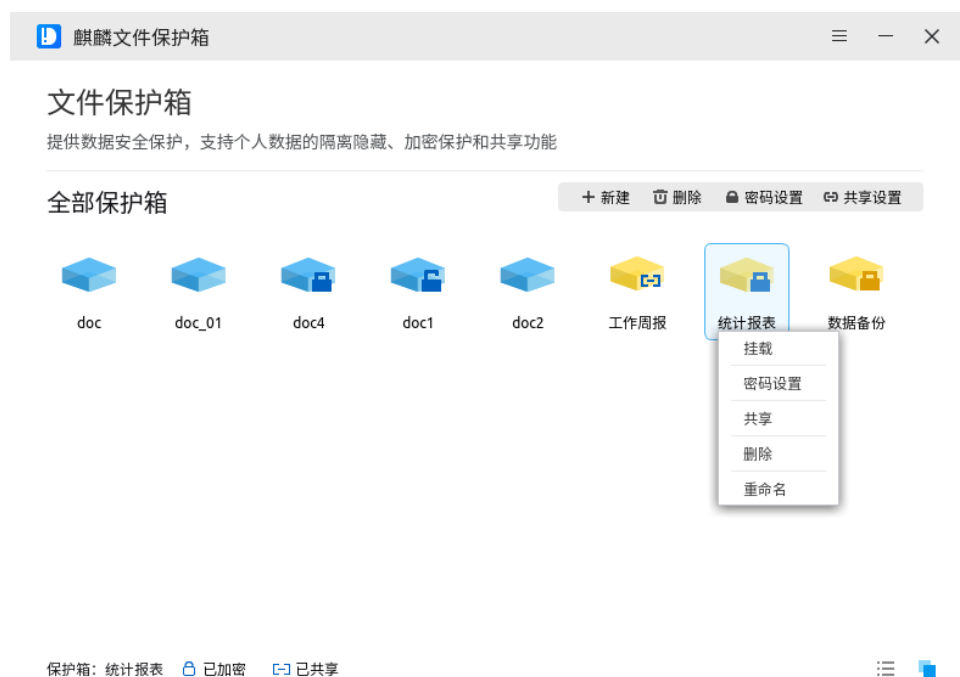 麒麟文件保护箱
文件保护箱
提供数据安全保护，支持个人数据的隔离隐藏、加密保护和共享功能
全部保护箱
新建 删除 密码设置 共享设置
doc doc_01 doc4 doc1 doc2 工作周报 统计报表 数据备份
挂载
密码设置
共享
删除
重命名
保护箱：统计报表 已加密 已共享